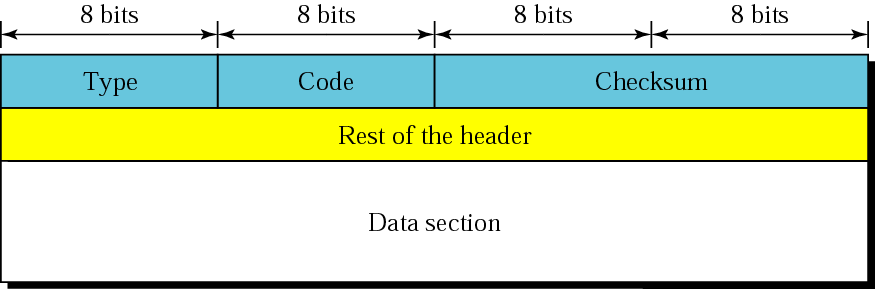 8 bits 8 bits 8 bits 8 bits
Type Code Checksum
Rest of the header
Data section